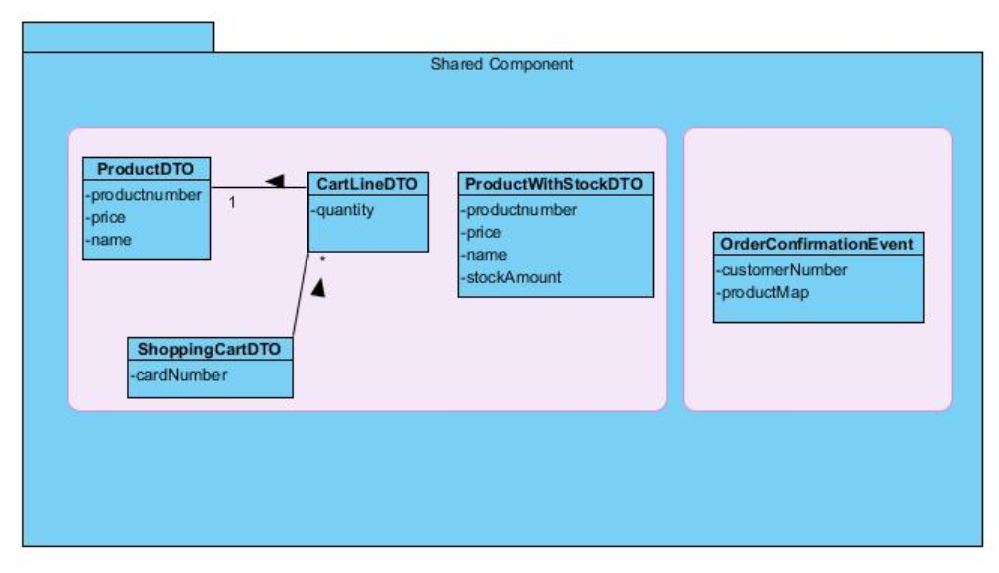 Shared Component
ProductDTO
-productnumber
-price
-name
1
CartLineDTO
-quantity
*
ShoppingCartDTO
-cardNumber
ProductWithStockDTO
-productnumber
-price
-name
-stockAmount
OrderConfirmationEvent
-customerNumber
-productMap